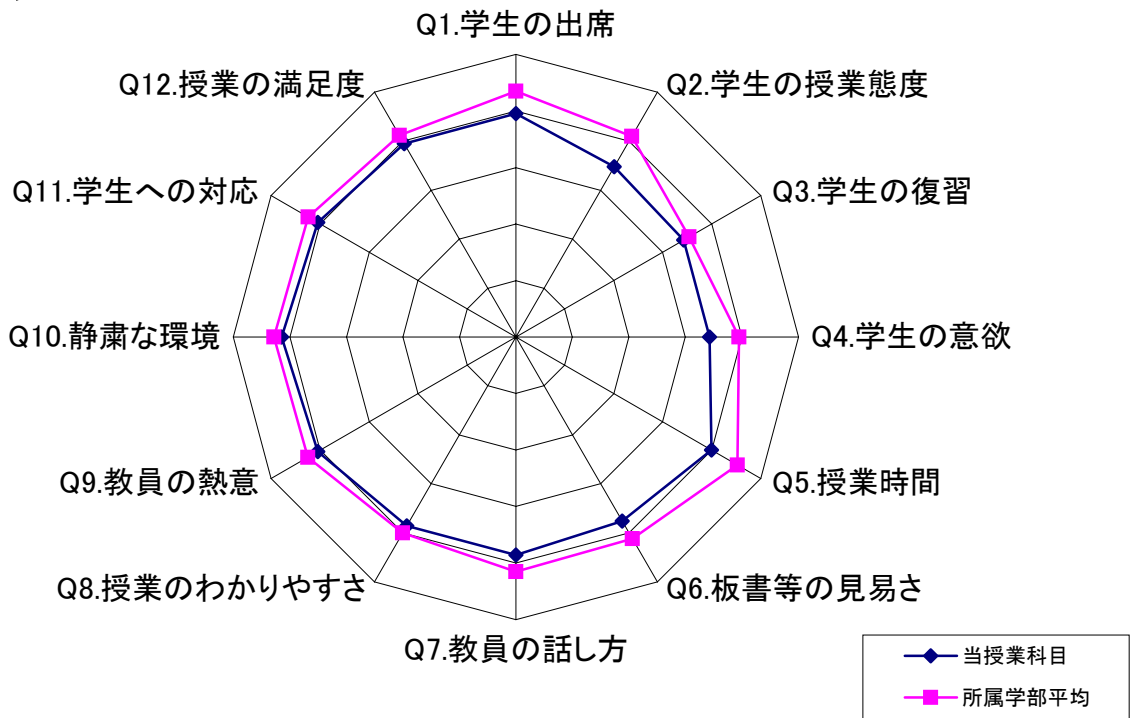 Q1.学生の出席
Q2.学生の授業態度
Q3.学生の復習
Q4.学生の意欲
Q5.授業時間
Q6.板書等の見易さ
Q7.教員の話し方
Q8.授業のわかりやすさ
Q9.教員の熱意
Q10.静粛な環境
Q11.学生への対応
Q12.授業の満足度
当授業科目
所属学部平均